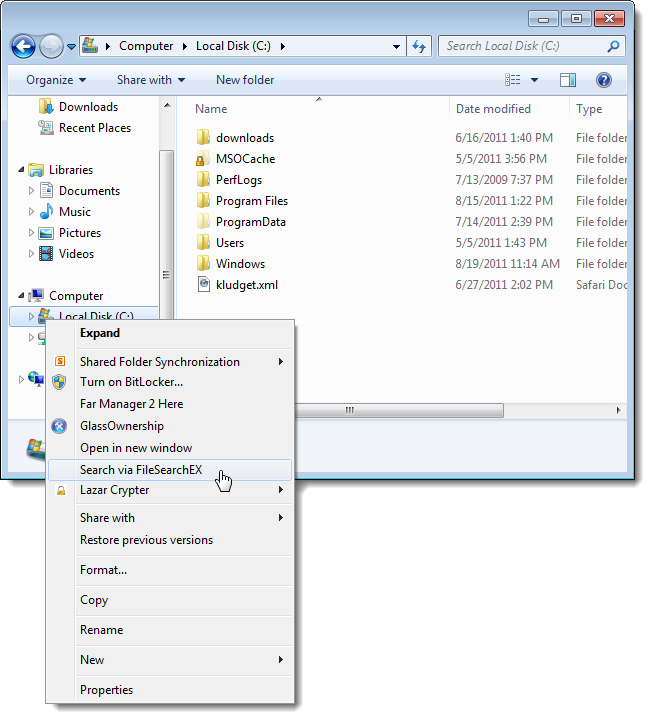 Computer Local Disk (C:) Search Local Disk (C:)
Organize Share with New folder
Downloads
Recent Places
Libraries
Documents
Music
Pictures
Videos
Computer
Local Disk (C:)
Name Date modified Type
downloads 6/16/2011 1:40 PM File folder
MSOCache 5/5/2011 3:56 PM File folder
PerfLogs 7/13/2009 7:37 PM File folder
Program Files 8/15/2011 1:22 PM File folder
ProgramData 7/14/2011 2:39 PM File folder
Users 5/5/2011 1:43 PM File folder
Windows 8/19/2011 11:14 AM File folder
kludget.xml 6/27/2011 2:02 PM Safari Doc
Expand
Shared Folder Synchronization
Turn on BitLocker...
Far Manager 2 Here
GlassOwnership
Open in new window
Search via FileSearchEX
Lazar Crypter
Share with
Restore previous versions
Format...
Copy
Rename
New
Properties